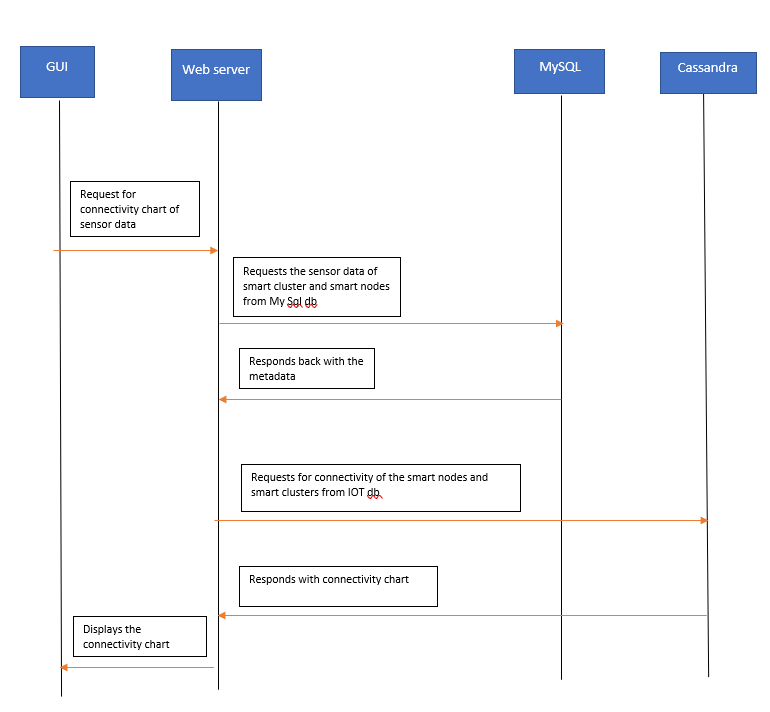 GUI
Web server
MySQL
Cassandra
Request for
connectivity chart of
sensor data
Requests the sensor data of
smart cluster and smart nodes
from My Sql db
Responds back with the
metadata
Requests for connectivity of the smart nodes and
smart clusters from IOT db.
Responds with connectivity chart
Displays the
connectivity chart